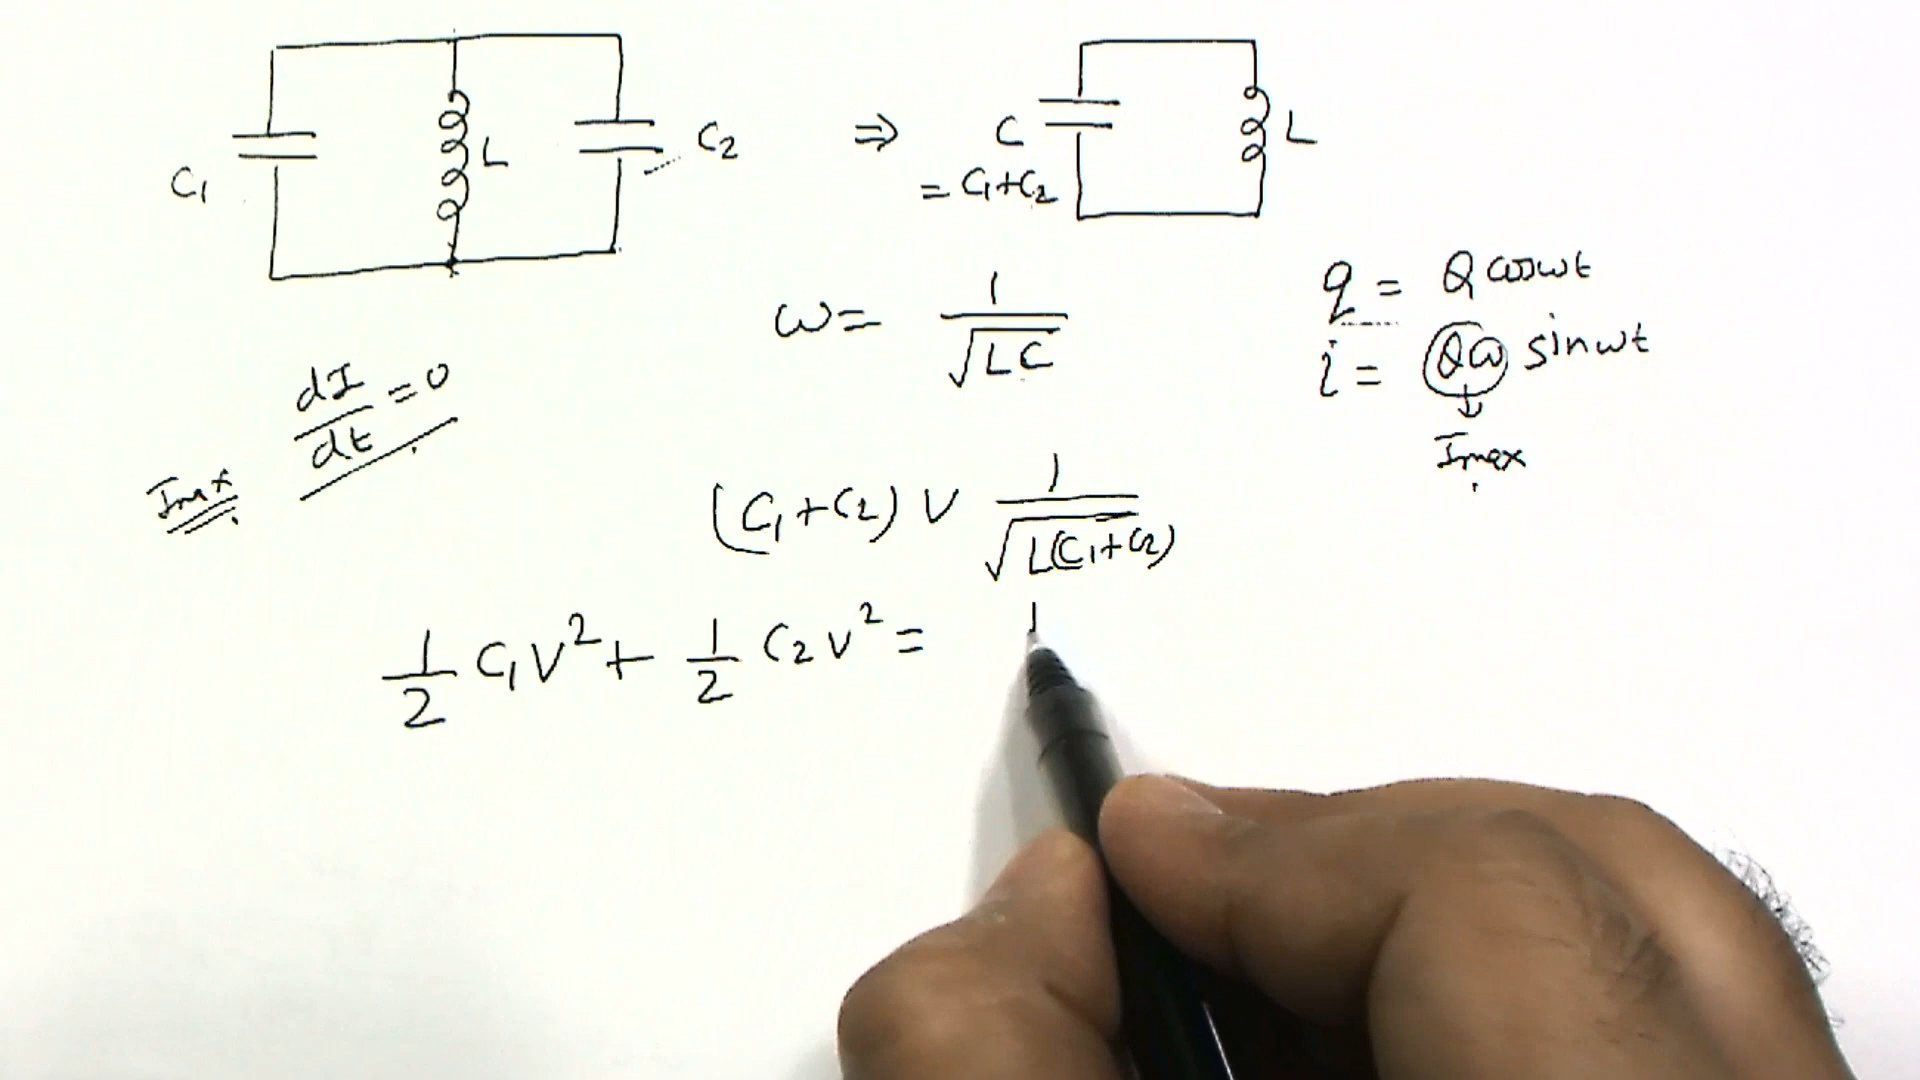 C₁ L C₂ ⇒ C = C₁+C₂ L
ω = 1/√LC
q = Q cosωt
i = Qω sinωt
↓
Imax
dI/dt = 0
Imax
(C₁+C₂) V 1/√L(C₁+C₂)
1/2 C₁V² + 1/2 C₂V² = 1